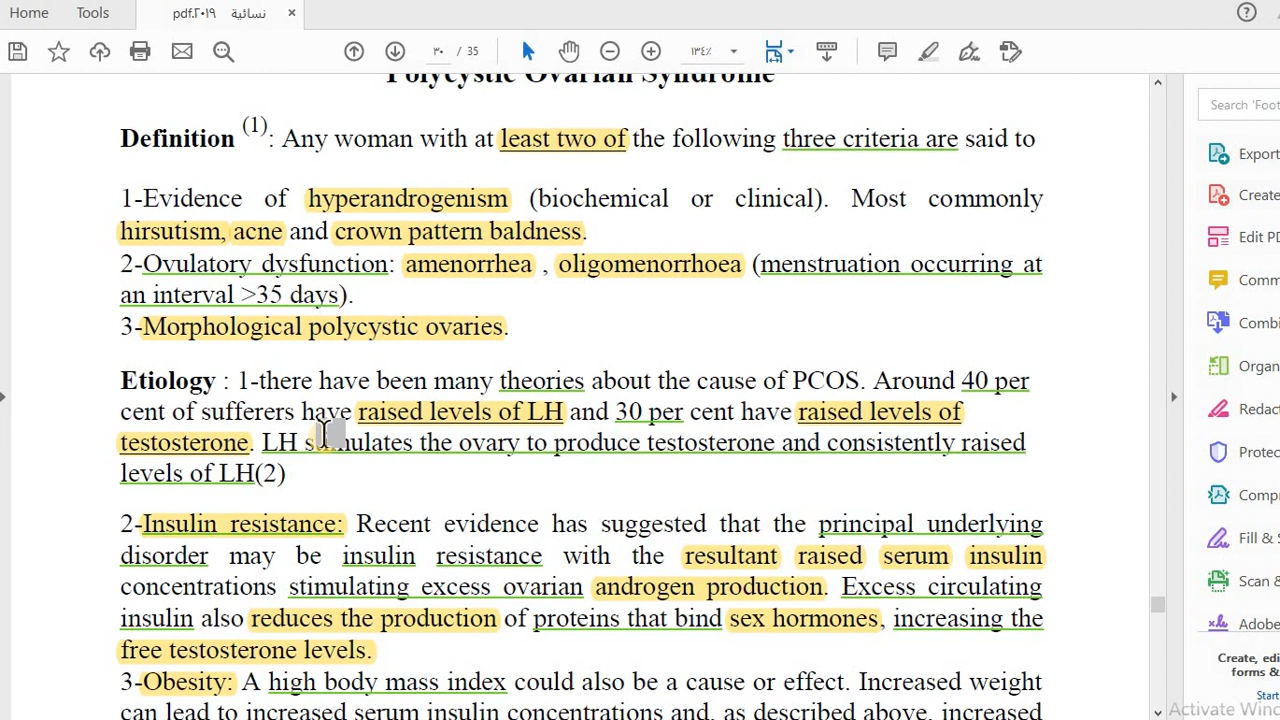 Home
Tools
نسائية ٢٠١٩.pdf
×
٣٠ / 35
١٣٤٪
Polycystic Ovarian Syndrome
Definition (1): Any woman with at least two of the following three criteria are said to
1-Evidence of hyperandrogenism (biochemical or clinical). Most commonly
hirsutism, acne and crown pattern baldness.
2-Ovulatory dysfunction: amenorrhea , oligomenorrhoea (menstruation occurring at
an interval >35 days).
3-Morphological polycystic ovaries.
Etiology : 1-there have been many theories about the cause of PCOS. Around 40 per
cent of sufferers have raised levels of LH and 30 per cent have raised levels of
testosterone. LH stimulates the ovary to produce testosterone and consistently raised
levels of LH(2)
2-Insulin resistance: Recent evidence has suggested that the principal underlying
disorder may be insulin resistance with the resultant raised serum insulin
concentrations stimulating excess ovarian androgen production. Excess circulating
insulin also reduces the production of proteins that bind sex hormones, increasing the
free testosterone levels.
3-Obesity: A high body mass index could also be a cause or effect. Increased weight
can lead to increased serum insulin concentrations and, as described above, increased
Search 'Foot
Export
Create
Edit PD
Comm
Combi
Organ
Redact
Protec
Compr
Fill & S
Scan &
Adobe
Create, edi
forms &
Start
Activate Wind